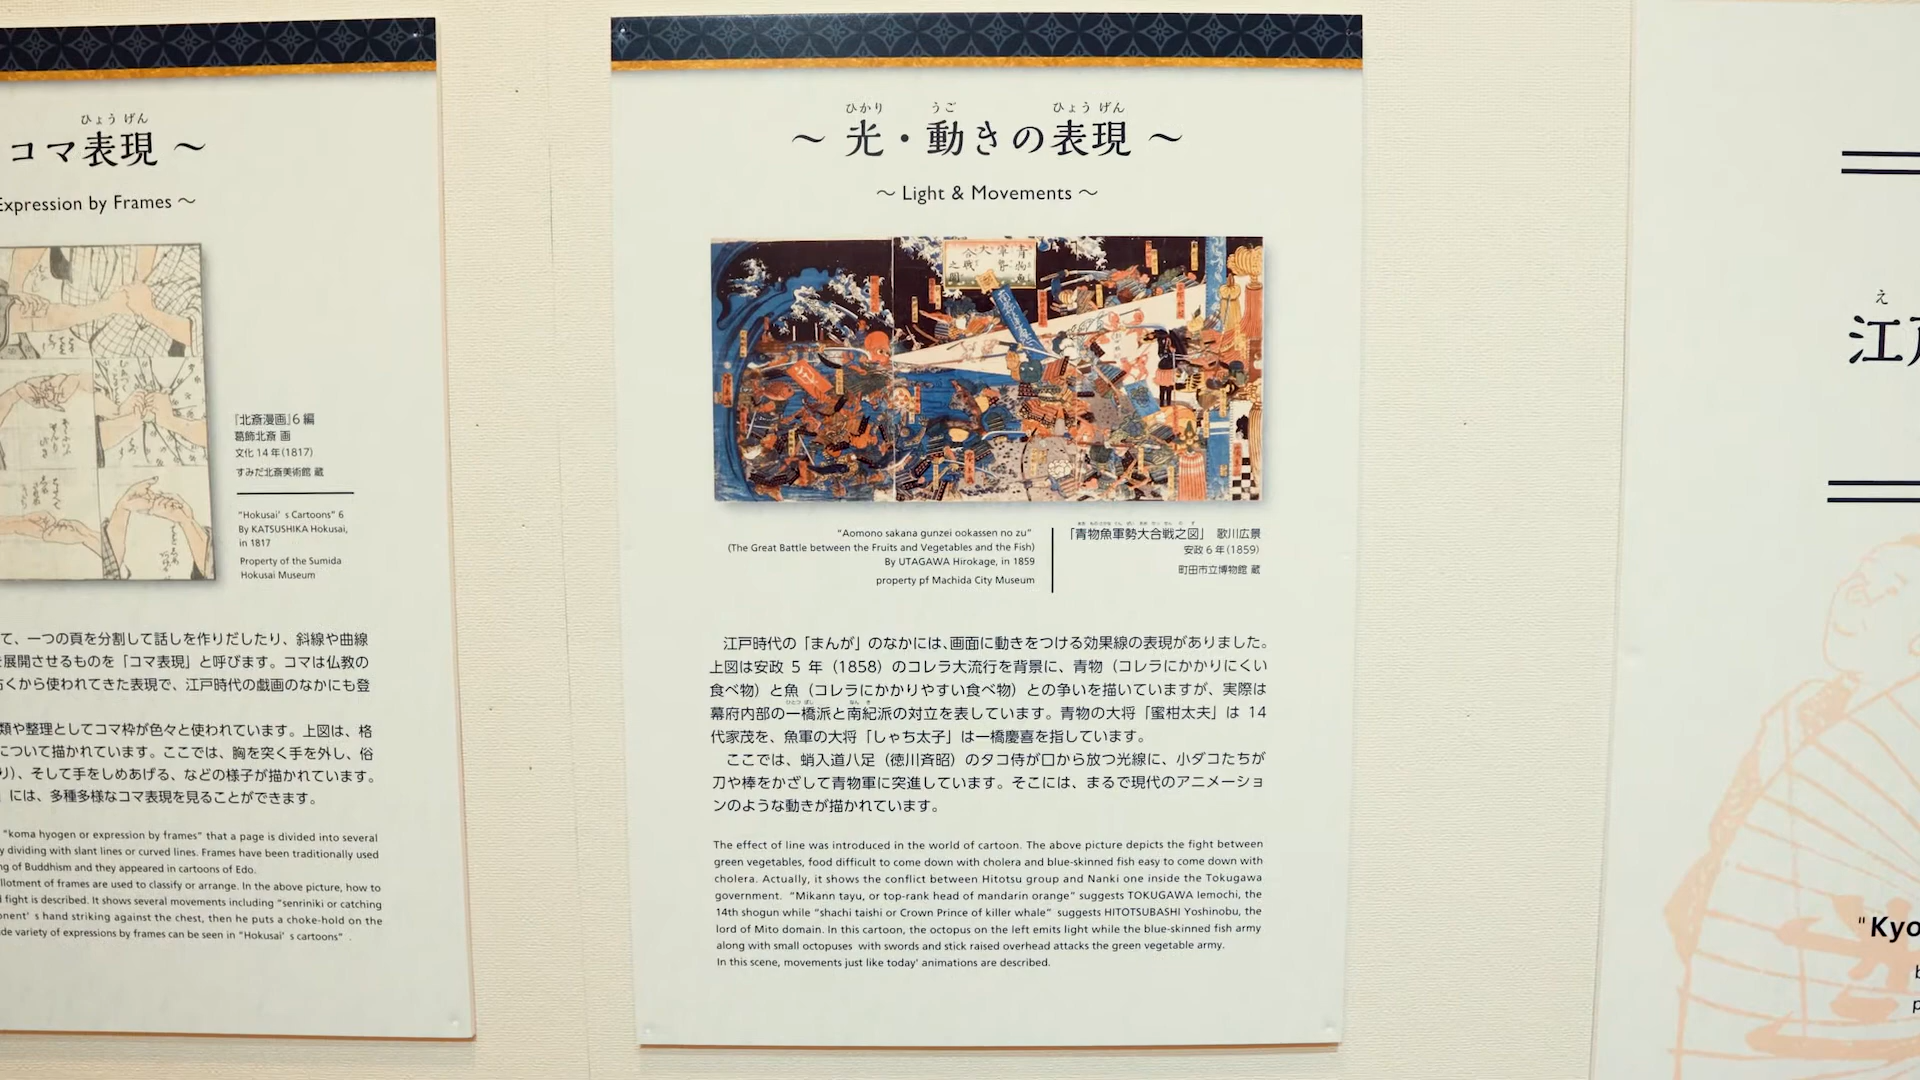 ひょう げん
コマ表現 ～
Expression by Frames ～
『北斎漫画』6 編
葛飾北斎 画
文化 14 年(1817)
すみだ北斎美術館 蔵
"Hokusai' s Cartoons" 6
By KATSUSHIKA Hokusai,
in 1817
Property of the Sumida
Hokusai Museum
て、一つの頁を分割して話しを作りだしたり、斜線や曲線
展開させるものを「コマ表現」と呼びます。コマは仏教の
くから使われてきた表現で、江戸時代の戯画のなかにも登
類や整理としてコマ枠が色々と使われています。上図は、格
について描かれています。ここでは、胸を突く手を外し、俗
り)、そして手をしめあげる、などの様子が描かれています。
には、多種多様なコマ表現を見ることができます。
"koma hyogen or expression by frames" that a page is divided into several
y dividing with slant lines or curved lines. Frames have been traditionally used
ng of Buddhism and they appeared in cartoons of Edo.
llotment of frames are used to classify or arrange. In the above picture, how to
fight is described. It shows several movements including "senriniki or catching
onent' s hand striking against the chest, then he puts a choke-hold on the
de variety of expressions by frames can be seen in "Hokusai' s cartoons" .
ひかり うご ひょう げん
～ 光・動きの表現 ～
～ Light & Movements ～
青物魚
軍勢
大
合戦
之圖
"Aomono sakana gunzei ookassen no zu"
(The Great Battle between the Fruits and Vegetables and the Fish)
By UTAGAWA Hirokage, in 1859
property pf Machida City Museum
「青物魚軍勢大合戦之図」 歌川広景
安政 6 年(1859)
町田市立博物館 蔵
江戸時代の「まんが」のなかには、画面に動きをつける効果線の表現がありました。
上図は安政 5 年(1858)のコレラ大流行を背景に、青物(コレラにかかりにくい
食べ物)と魚(コレラにかかりやすい食べ物)との争いを描いていますが、実際は
ひとつ ばし なん き
幕府内部の一橋派と南紀派の対立を表しています。青物の大将「蜜柑太夫」は 14
代家茂を、魚軍の大将「しゃち太子」は一橋慶喜を指しています。
ここでは、蛸入道八足(徳川斉昭)のタコ侍が口から放つ光線に、小ダコたちが
刀や棒をかざして青物軍に突進しています。そこには、まるで現代のアニメーショ
ンのような動きが描かれています。
The effect of line was introduced in the world of cartoon. The above picture depicts the fight between
green vegetables, food difficult to come down with cholera and blue-skinned fish easy to come down with
cholera. Actually, it shows the conflict between Hitotsu group and Nanki one inside the Tokugawa
government. "Mikann tayu, or top-rank head of mandarin orange" suggests TOKUGAWA Iemochi, the
14th shogun while "shachi taishi or Crown Prince of killer whale" suggests HITOTSUBASHI Yoshinobu, the
lord of Mito domain. In this cartoon, the octopus on the left emits light while the blue-skinned fish army
along with small octopuses with swords and stick raised overhead attacks the green vegetable army.
In this scene, movements just like today' animations are described.
え
江戸
"Kyo